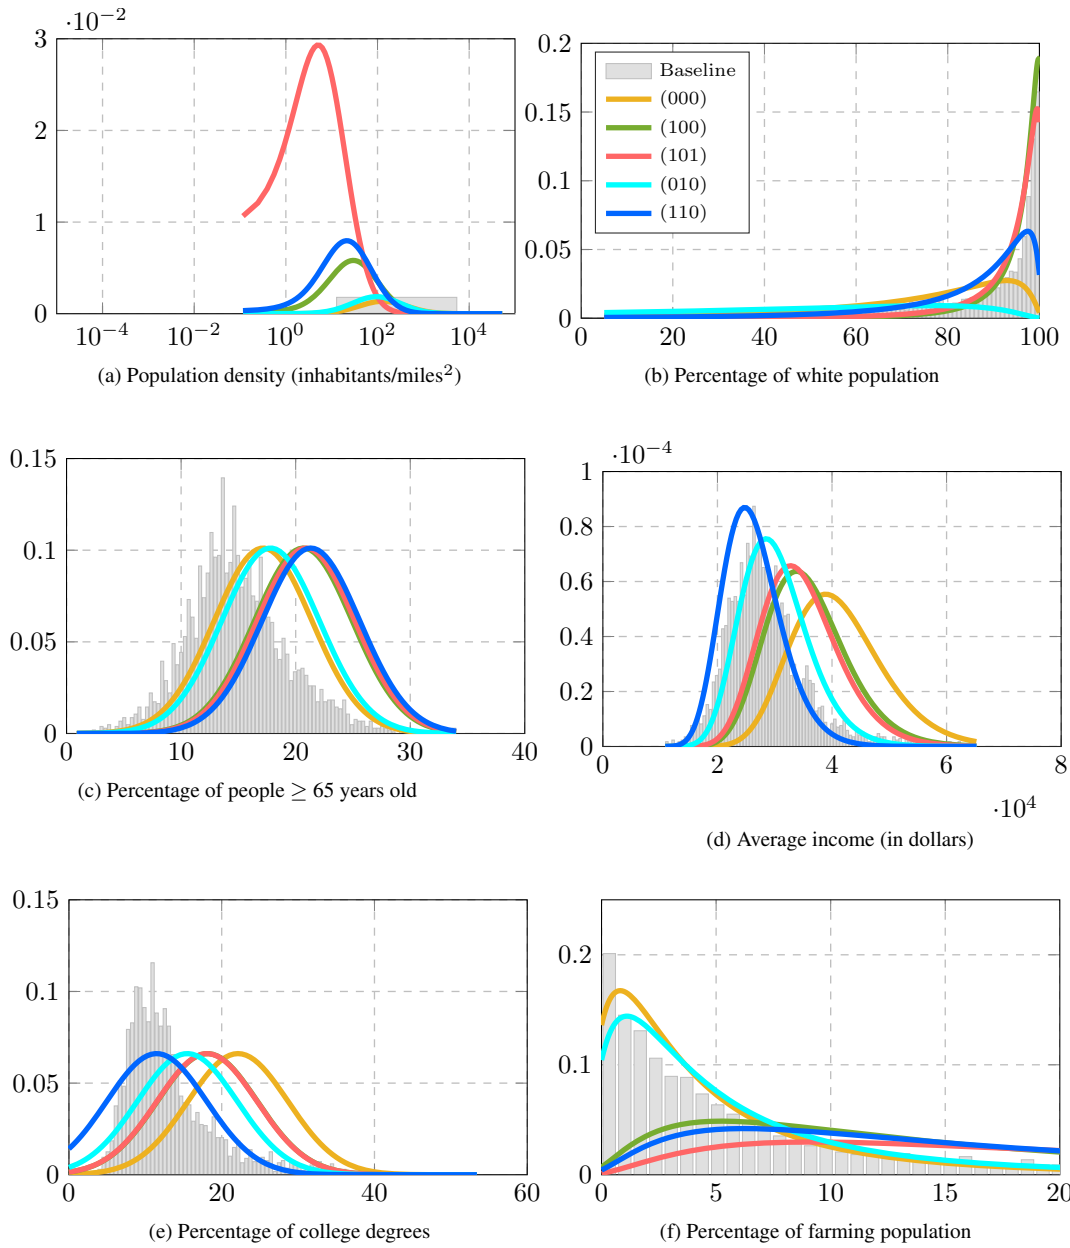 ·10⁻²
3
2
1
0
10⁻⁴ 10⁻² 10⁰ 10² 10⁴
(a) Population density (inhabitants/miles²)
0.2
0.15
0.1
0.05
0
Baseline
(000)
(100)
(101)
(010)
(110)
0 20 40 60 80 100
(b) Percentage of white population
0.15
0.1
0.05
0
0 10 20 30 40
(c) Percentage of people ≥ 65 years old
·10⁻⁴
1
0.8
0.6
0.4
0.2
0
0 2 4 6 8
·10⁴
(d) Average income (in dollars)
0.15
0.1
0.05
0
0 20 40 60
(e) Percentage of college degrees
0.2
0.1
0
0 5 10 15 20
(f) Percentage of farming population